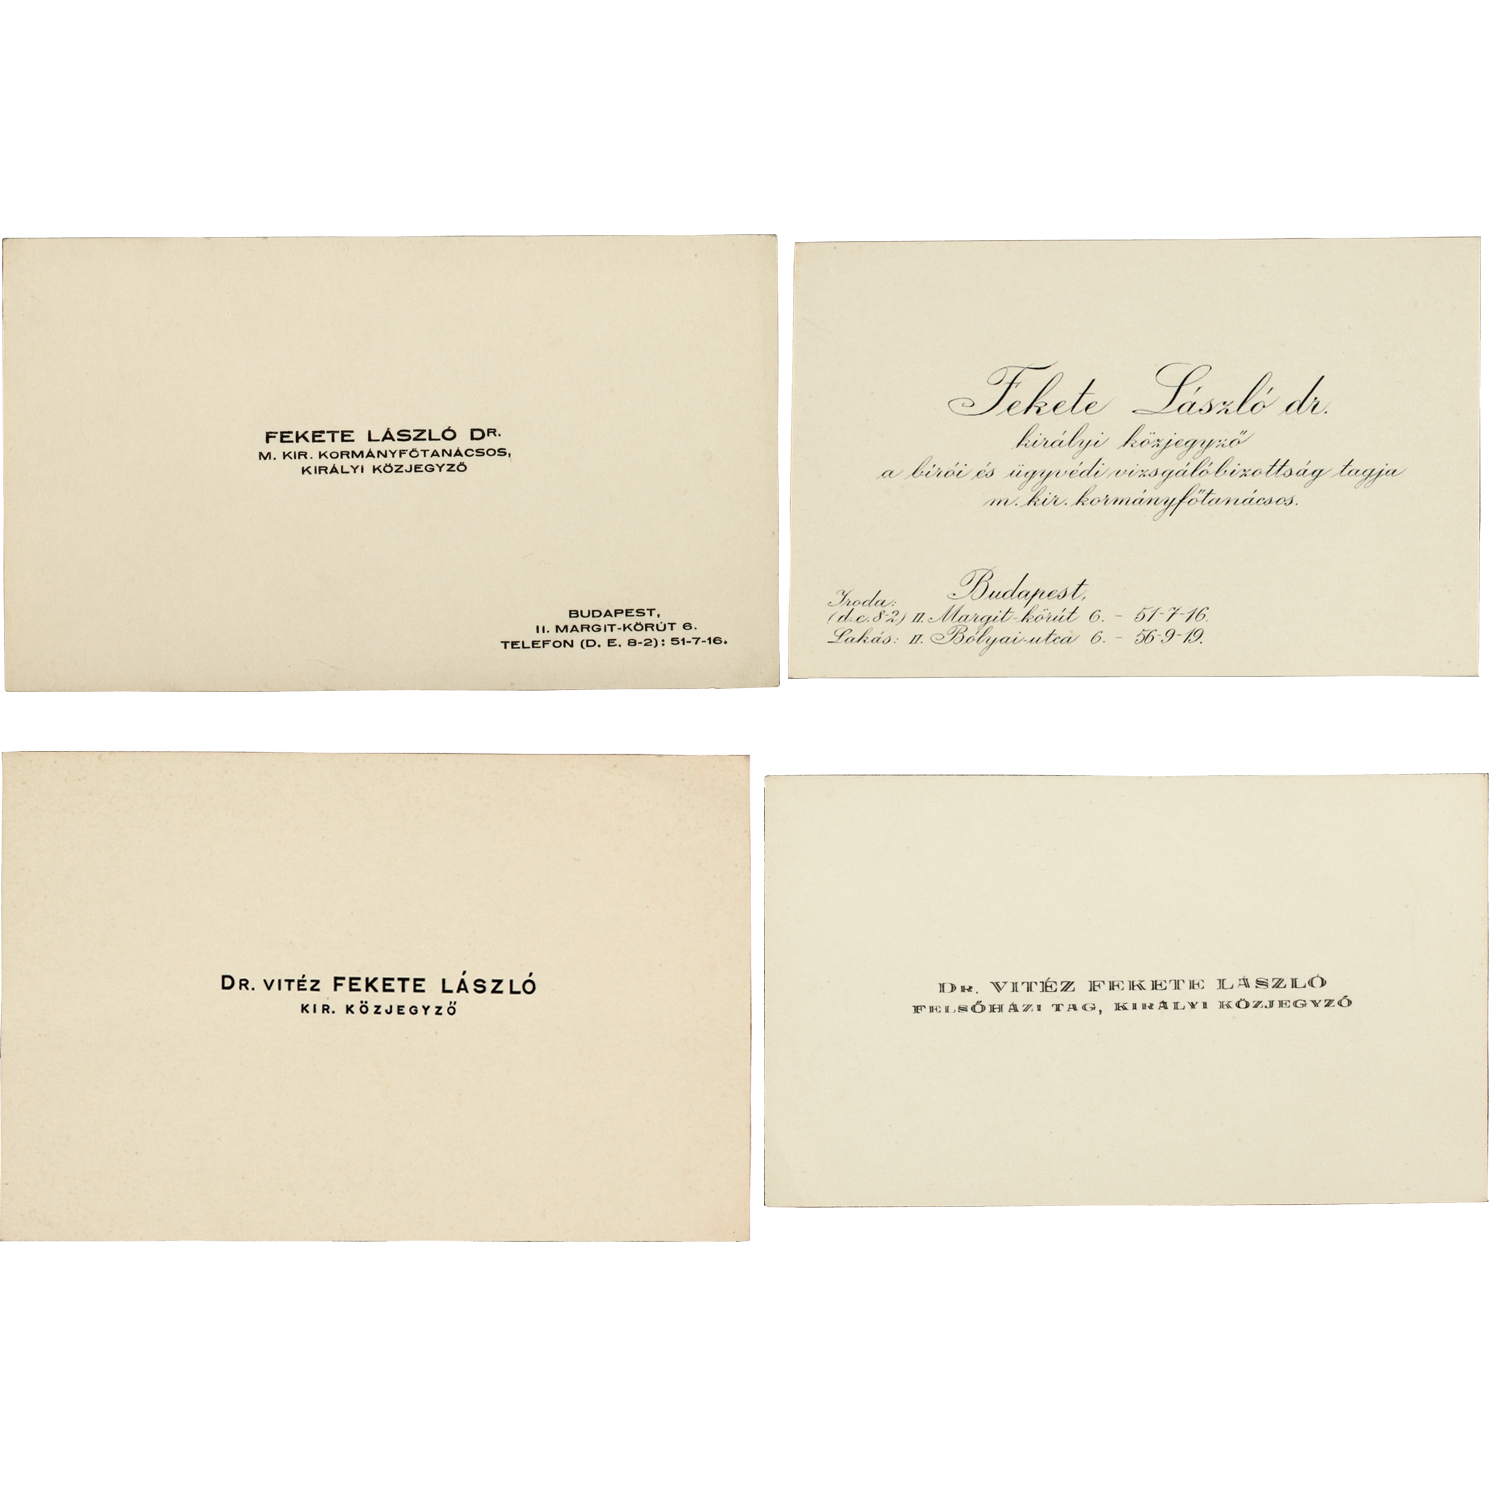 FEKETE LÁSZLÓ DR.
M. KIR. KORMÁNYFŐTANÁCSOS,
KIRÁLYI KÖZJEGYZŐ
BUDAPEST,
II. MARGIT-KÖRÚT 6.
TELEFON (D. E. 8-2): 51-7-16.
Fekete László dr.
királyi közjegyző
a birói és ügyvédi vizsgálóbizottság tagja
m. kir. kormányfőtanácsos.
Budapest,
Iroda:
(d.e. 8-2) II. Margit-körút 6. - 51-7-16.
Lakás: II. Bólyai-utca 6. - 56-9-19.
DR. VITÉZ FEKETE LÁSZLÓ
KIR. KÖZJEGYZŐ
DR. VITÉZ FEKETE LÁSZLÓ
FELSŐHÁZI TAG, KIRÁLYI KÖZJEGYZŐ